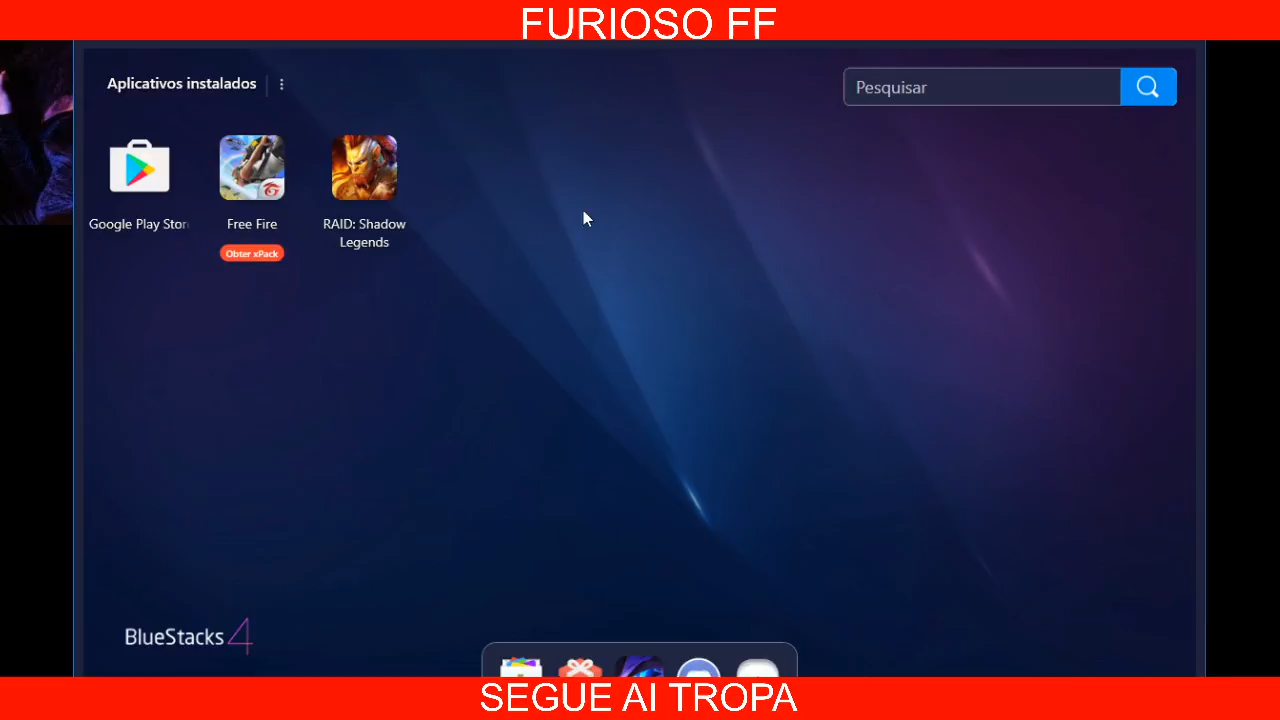 FURIOSO FF
Aplicativos instalados
Pesquisar
Google Play Stor
Free Fire
RAID: Shadow
Legends
Obter xPack
BlueStacks 4
SEGUE AI TROPA